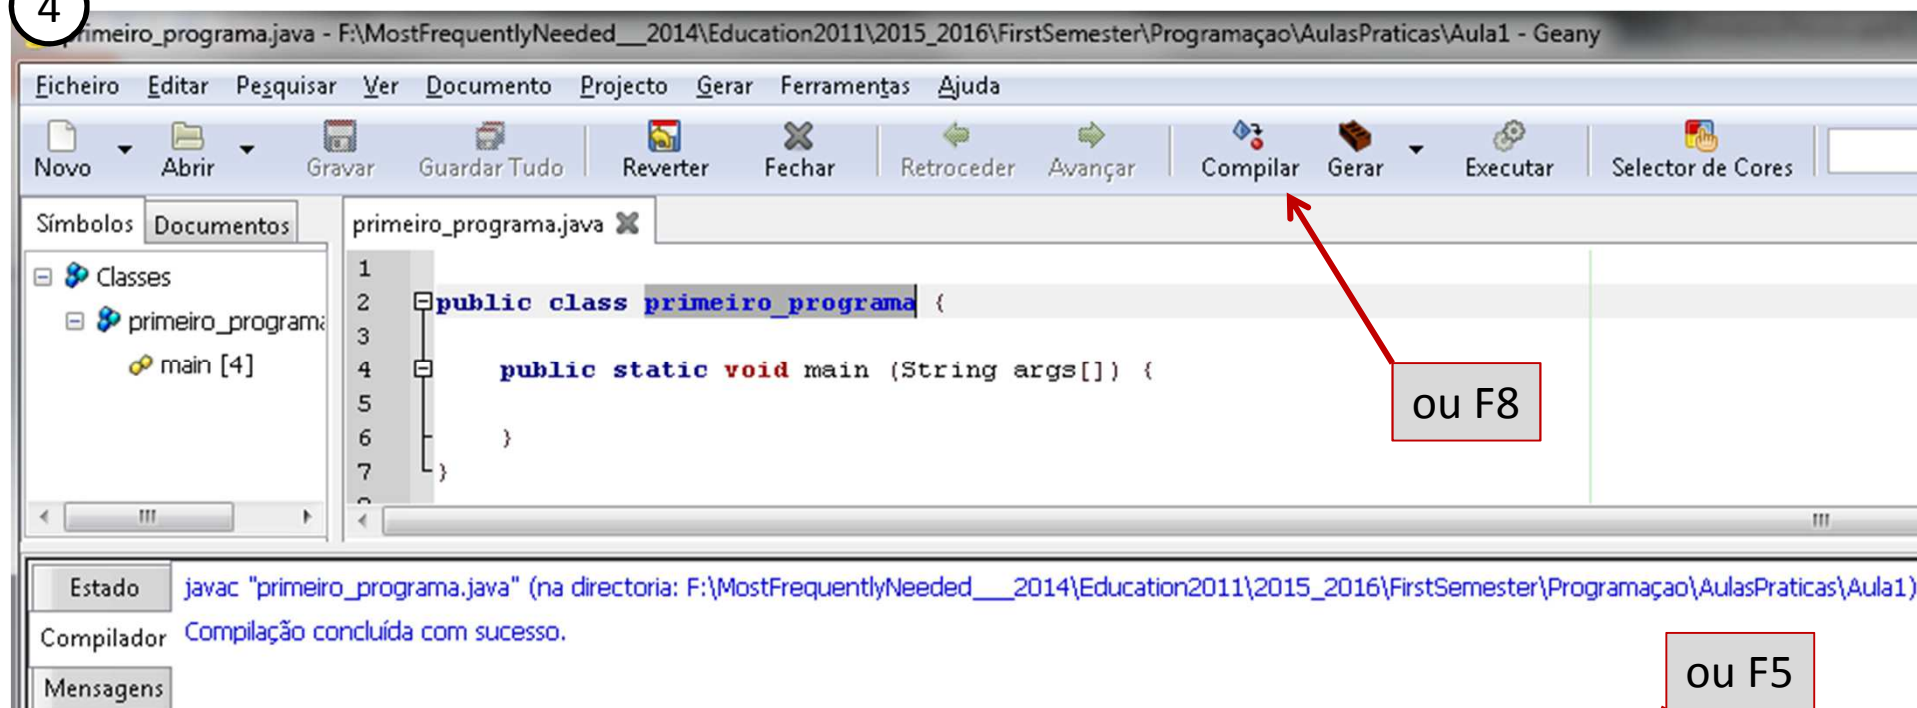 4
primeiro_programa.java - F:\MostFrequentlyNeeded___2014\Education2011\2015_2016\FirstSemester\Programaçao\AulasPraticas\Aula1 - Geany
Ficheiro Editar Pesquisar Ver Documento Projecto Gerar Ferramentas Ajuda
Novo Abrir Gravar Guardar Tudo Reverter Fechar Retroceder Avançar Compilar Gerar Executar Selector de Cores
Símbolos Documentos primeiro_programa.java
Classes
primeiro_programa
main [4]
1
2 public class primeiro_programa {
3
4 public static void main (String args[]) {
5
6 }
7 }
ou F8
Estado
Compilador
Mensagens
javac "primeiro_programa.java" (na directoria: F:\MostFrequentlyNeeded___2014\Education2011\2015_2016\FirstSemester\Programaçao\AulasPraticas\Aula1)
Compilação concluída com sucesso.
ou F5